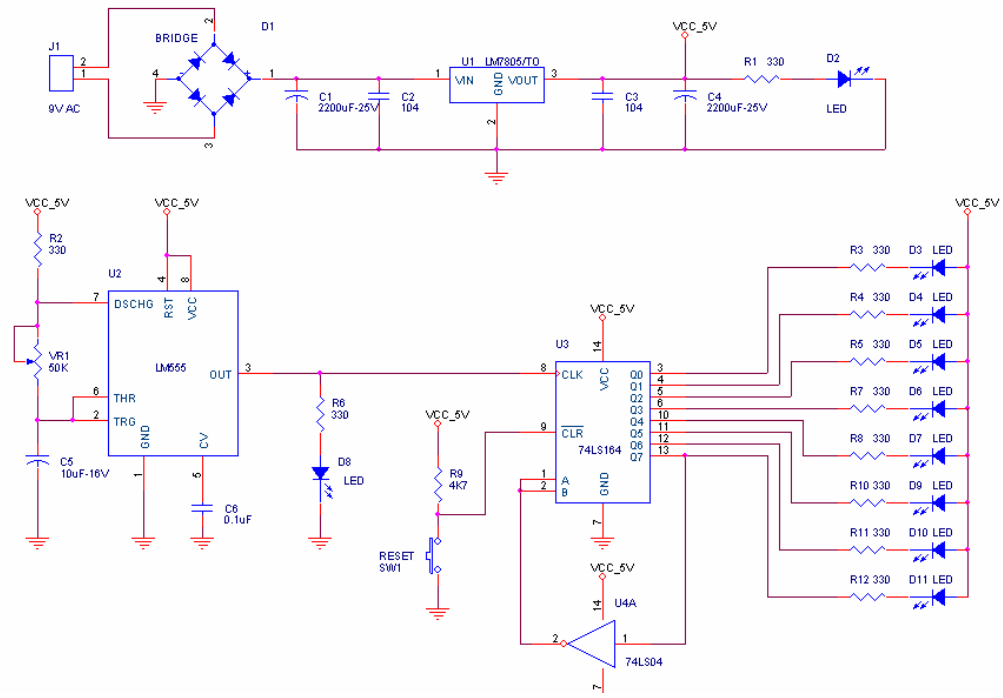 J1
2
1
9V AC
BRIDGE
D1
2
4
-
+
1
3
C1
2200uF-25V
C2
104
U1 LM7805/TO
1
VIN
GND
VOUT
3
2
C3
104
VCC_5V
C4
2200uF-25V
R1 330
D2
LED
VCC_5V
R2
330
VR1
50K
C5
10uF-16V
VCC_5V
U2
4
8
RST
VCC
7
DSCHG
LM555
OUT
3
6
THR
2
TRG
GND
CV
1
5
C6
0.1uF
R6
330
D8
LED
VCC_5V
R9
4K7
RESET
SW1
VCC_5V
U3
14
VCC
8
CLK
9
CLR
74LS164
1
A
2
B
GND
7
Q0
3
Q1
4
Q2
5
Q3
6
Q4
10
Q5
11
Q6
12
Q7
13
VCC_5V
U4A
14
2
1
74LS04
7
VCC_5V
R3 330 D3 LED
R4 330 D4 LED
R5 330 D5 LED
R7 330 D6 LED
R8 330 D7 LED
R10 330 D9 LED
R11 330 D10 LED
R12 330 D11 LED